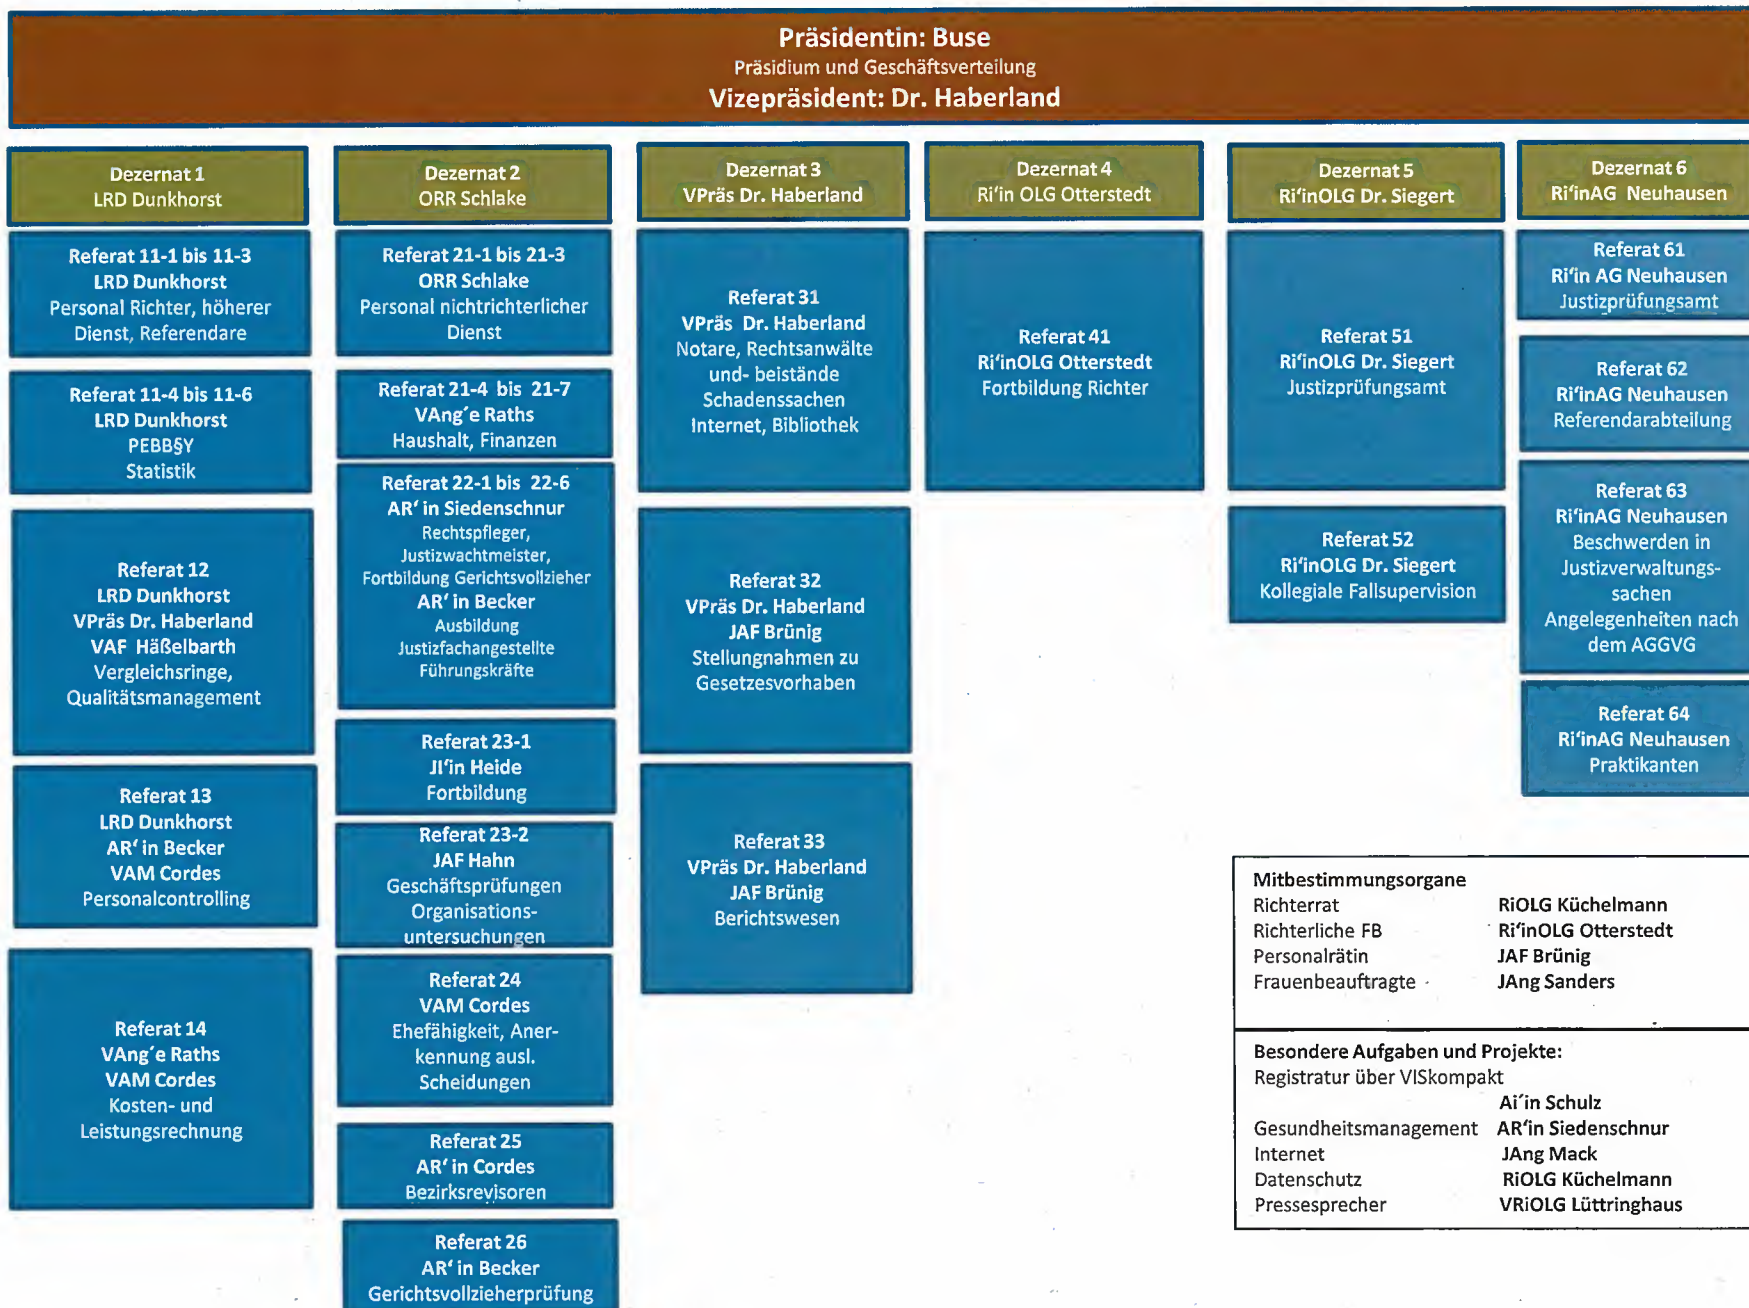 Präsidentin: Buse
Präsidium und Geschäftsverteilung
Vizepräsident: Dr. Haberland
Dezernat 1
LRD Dunkhorst
Referat 11-1 bis 11-3
LRD Dunkhorst
Personal Richter, höherer
Dienst, Referendare
Referat 11-4 bis 11-6
LRD Dunkhorst
PEBB§Y
Statistik
Referat 12
LRD Dunkhorst
VPräs Dr. Haberland
VAF Häßelbarth
Vergleichsringe,
Qualitätsmanagement
Referat 13
LRD Dunkhorst
AR' in Becker
VAM Cordes
Personalcontrolling
Referat 14
VAng´e Raths
VAM Cordes
Kosten- und
Leistungsrechnung
Dezernat 2
ORR Schlake
Referat 21-1 bis 21-3
ORR Schlake
Personal nichtrichterlicher
Dienst
Referat 21-4 bis 21-7
VAng'e Raths
Haushalt, Finanzen
Referat 22-1 bis 22-6
AR' in Siedenschnur
Rechtspfleger,
Justizwachtmeister,
Fortbildung Gerichtsvollzieher
AR' in Becker
Ausbildung
Justizfachangestellte
Führungskräfte
Referat 23-1
JI'in Heide
Fortbildung
Referat 23-2
JAF Hahn
Geschäftsprüfungen
Organisations-
untersuchungen
Referat 24
VAM Cordes
Ehefähigkeit, Aner-
kennung ausl.
Scheidungen
Referat 25
AR' in Cordes
Bezirksrevisoren
Referat 26
AR' in Becker
Gerichtsvollzieherprüfung
Dezernat 3
VPräs Dr. Haberland
Referat 31
VPräs Dr. Haberland
Notare, Rechtsanwälte
und- beistände
Schadenssachen
Internet, Bibliothek
Referat 32
VPräs Dr. Haberland
JAF Brünig
Stellungnahmen zu
Gesetzesvorhaben
Referat 33
VPräs Dr. Haberland
JAF Brünig
Berichtswesen
Dezernat 4
Ri'in OLG Otterstedt
Referat 41
Ri'inOLG Otterstedt
Fortbildung Richter
Dezernat 5
Ri'inOLG Dr. Siegert
Referat 51
Ri'inOLG Dr. Siegert
Justizprüfungsamt
Referat 52
Ri'inOLG Dr. Siegert
Kollegiale Fallsupervision
Dezernat 6
Ri'inAG Neuhausen
Referat 61
Ri'in AG Neuhausen
Justizprüfungsamt
Referat 62
Ri'inAG Neuhausen
Referendarabteilung
Referat 63
Ri'inAG Neuhausen
Beschwerden in
Justizverwaltungs-
sachen
Angelegenheiten nach
dem AGGVG
Referat 64
Ri'inAG Neuhausen
Praktikanten
Mitbestimmungsorgane
Richterrat RiOLG Küchelmann
Richterliche FB Ri'inOLG Otterstedt
Personalrätin JAF Brünig
Frauenbeauftragte JAng Sanders
Besondere Aufgaben und Projekte:
Registratur über VISkompakt
Ai´in Schulz
Gesundheitsmanagement AR'in Siedenschnur
Internet JAng Mack
Datenschutz RiOLG Küchelmann
Pressesprecher VRiOLG Lüttringhaus